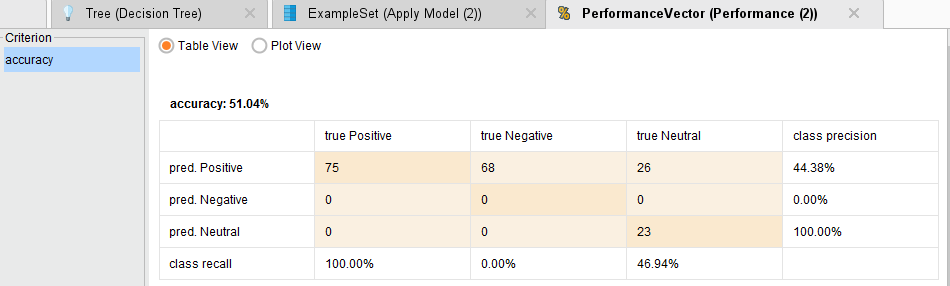 Tree (Decision Tree) ExampleSet (Apply Model (2)) PerformanceVector (Performance (2))
Criterion
accuracy
Table View Plot View
accuracy: 51.04%
true Positive true Negative true Neutral class precision
pred. Positive 75 68 26 44.38%
pred. Negative 0 0 0 0.00%
pred. Neutral 0 0 23 100.00%
class recall 100.00% 0.00% 46.94%